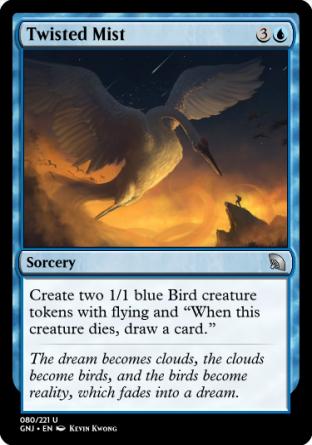 Twisted Mist 3
Sorcery
Create two 1/1 blue Bird creature
tokens with flying and “When this
creature dies, draw a card.”
The dream becomes clouds, the clouds
become birds, and the birds become
reality, which fades into a dream.
080/221 U
GNJ • EN Kevin Kwong